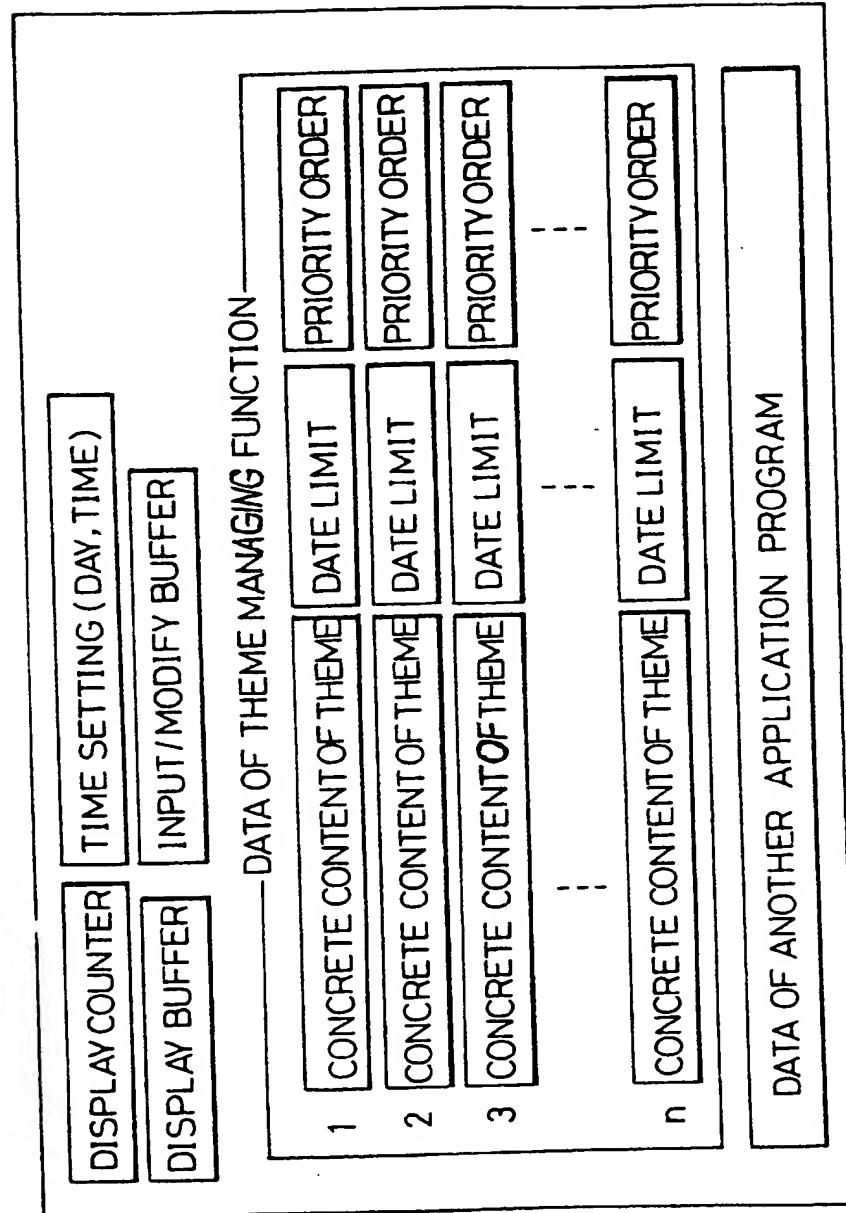 DISPLAY COUNTER TIME SETTING (DAY, TIME)
DISPLAY BUFFER INPUT/MODIFY BUFFER
DATA OF THEME MANAGING FUNCTION
1 CONCRETE CONTENT OF THEME DATE LIMIT PRIORITY ORDER
2 CONCRETE CONTENT OF THEME DATE LIMIT PRIORITY ORDER
3 CONCRETE CONTENT OF THEME DATE LIMIT PRIORITY ORDER
--- --- ---
n CONCRETE CONTENT OF THEME DATE LIMIT PRIORITY ORDER
DATA OF ANOTHER APPLICATION PROGRAM